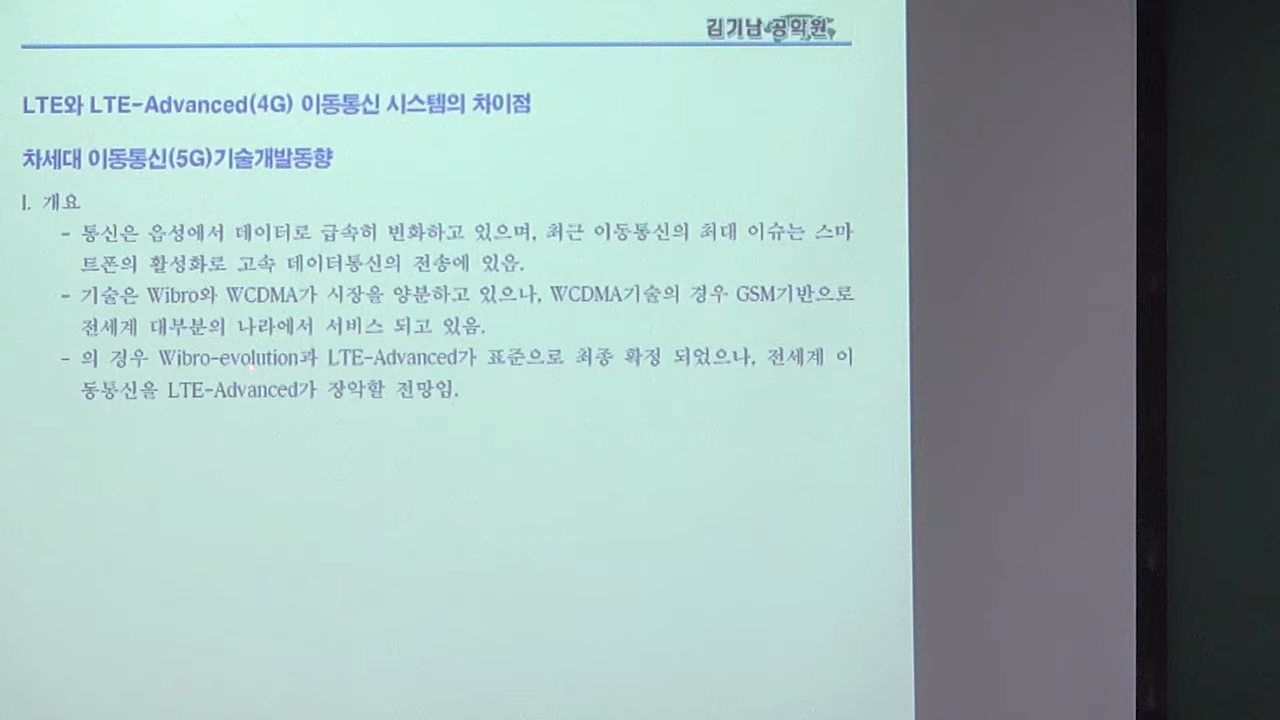 김기남 공학원
LTE와 LTE-Advanced(4G) 이동통신 시스템의 차이점
차세대 이동통신(5G)기술개발동향
I. 개요
- 통신은 음성에서 데이터로 급속히 변화하고 있으며, 최근 이동통신의 최대 이슈는 스마
트폰의 활성화로 고속 데이터통신의 전송에 있음.
- 기술은 Wibro와 WCDMA가 시장을 양분하고 있으나, WCDMA기술의 경우 GSM기반으로
전세계 대부분의 나라에서 서비스 되고 있음.
- 의 경우 Wibro-evolution과 LTE-Advanced가 표준으로 최종 확정 되었으나, 전세계 이
동통신을 LTE-Advanced가 장악할 전망임.